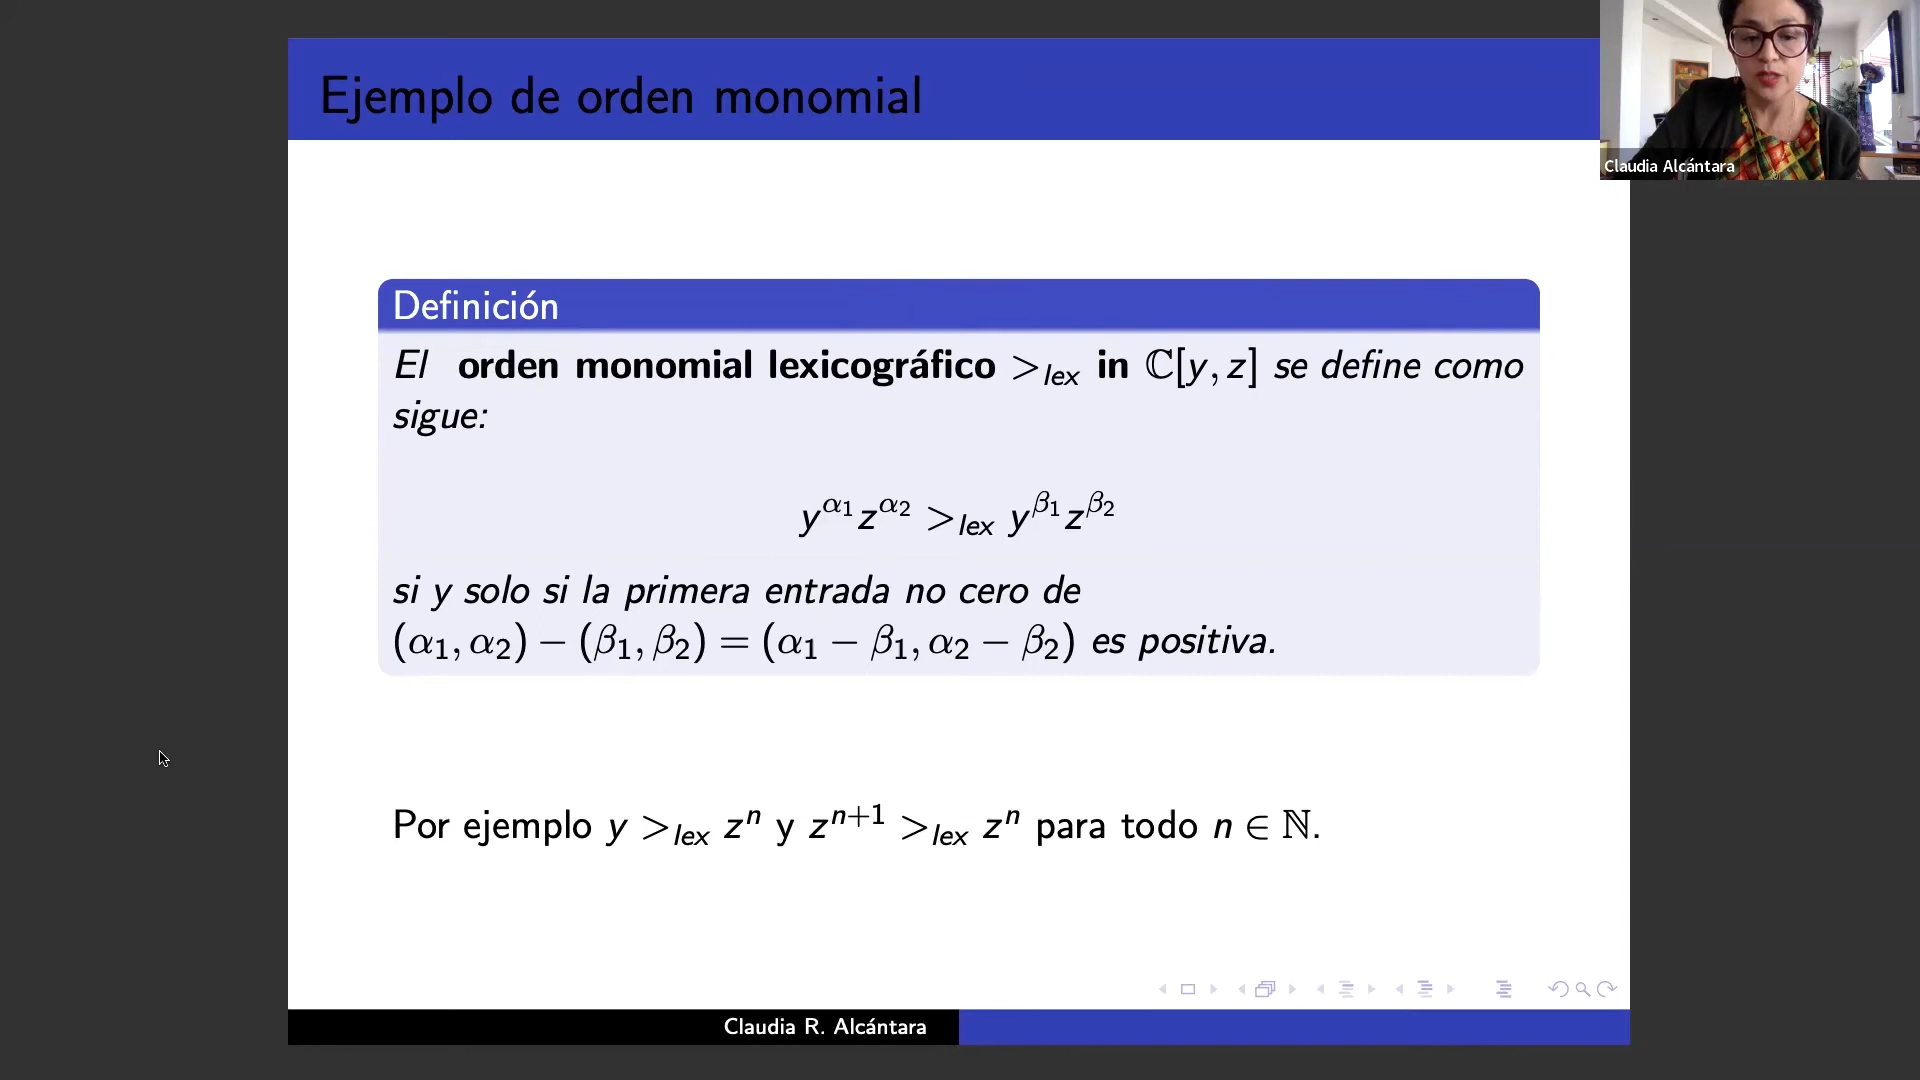 Ejemplo de orden monomial
Claudia Alcántara
Definición
El orden monomial lexicográfico >_{lex} in ℂ[y, z] se define como
sigue:
y^{α₁}z^{α₂} >_{lex} y^{β₁}z^{β₂}
si y solo si la primera entrada no cero de
(α₁, α₂) − (β₁, β₂) = (α₁ − β₁, α₂ − β₂) es positiva.
Por ejemplo y >_{lex} z^n y z^{n+1} >_{lex} z^n para todo n ∈ ℕ.
Claudia R. Alcántara